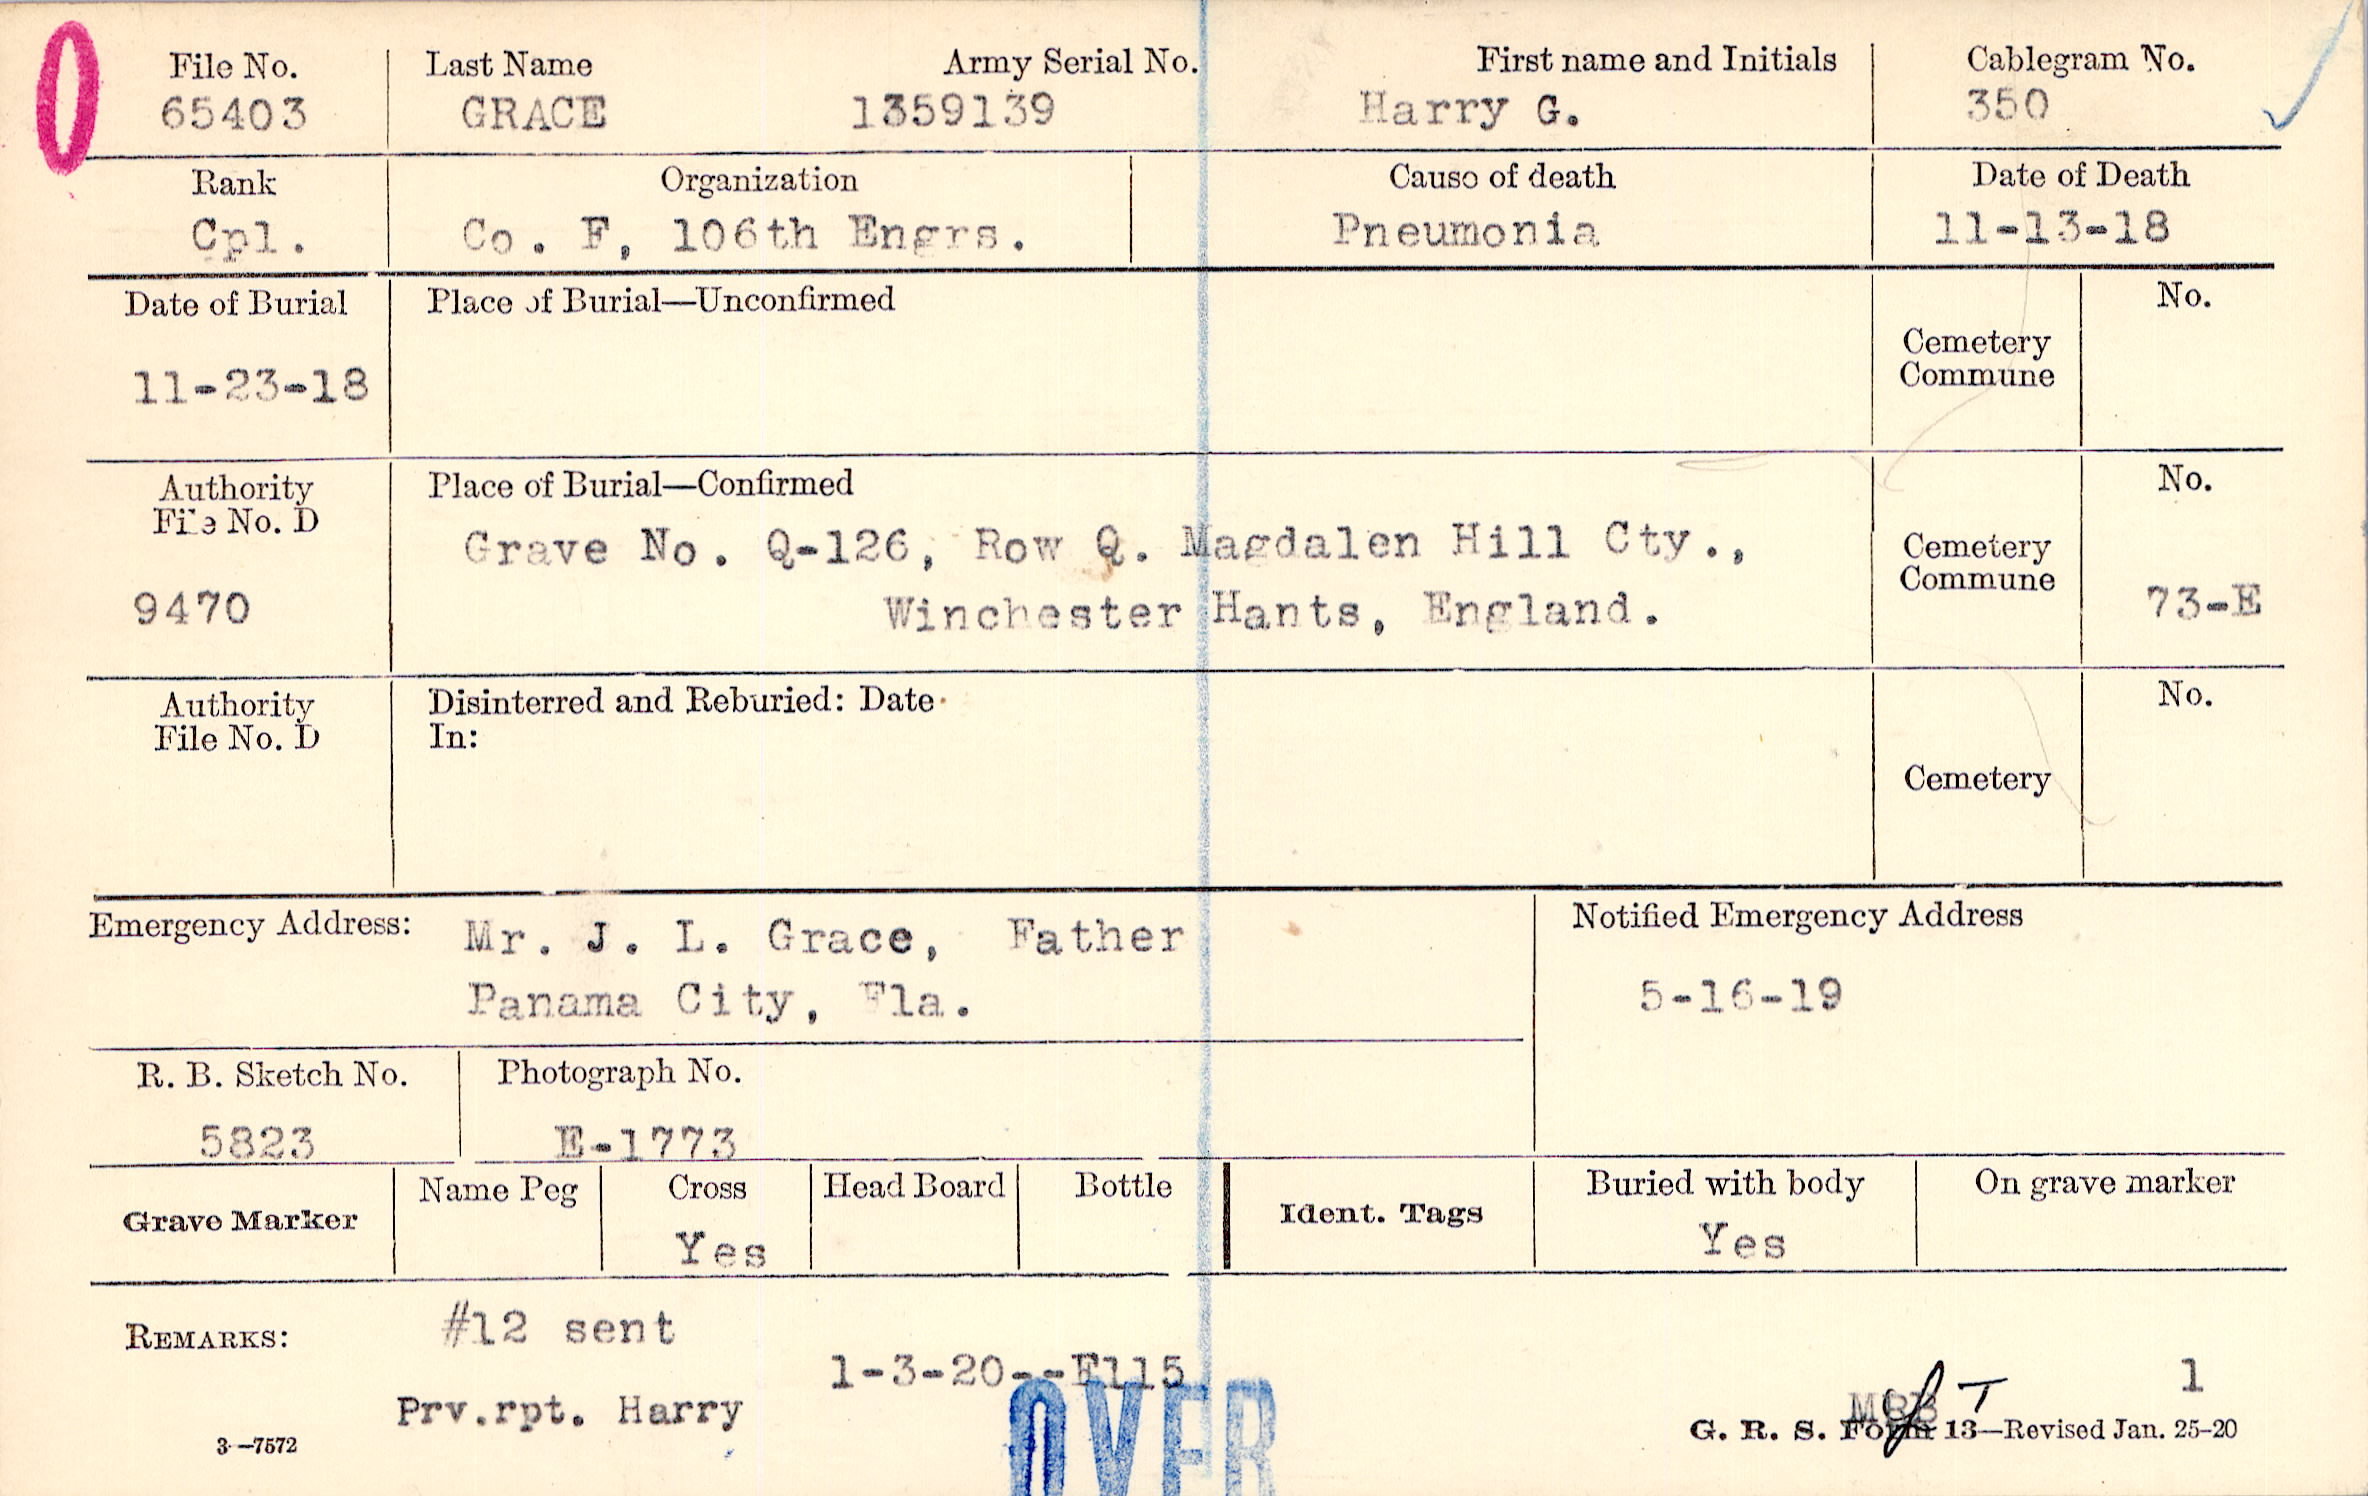 File No. Last Name Army Serial No. First name and Initials Cablegram No.
65403 GRACE 1359139 Harry G. 350
Rank Organization Cause of death Date of Death
Cpl. Co. F, 106th Engrs. Pneumonia 11-13-18
Date of Burial Place of Burial—Unconfirmed No.
Cemetery
Commune
11-23-18
Authority Place of Burial—Confirmed No.
File No. D
Grave No. Q-126, Row Q. Magdalen Hill Cty., Cemetery
Commune
9470 Winchester Hants, England. 73-E
Authority Disinterred and Reburied: Date No.
File No. D In:
Cemetery
Emergency Address: Mr. J. L. Grace, Father Notified Emergency Address
Panama City, Fla. 5-16-19
R. B. Sketch No. Photograph No.
5823 E-1773
Name Peg Cross Head Board Bottle Buried with body On grave marker
Grave Marker Ident. Tags
Yes Yes
REMARKS: #12 sent
1-3-20--E115 1
Prv.rpt. Harry MBB
3—7572 OVER G. R. S. Form 13—Revised Jan. 25-20